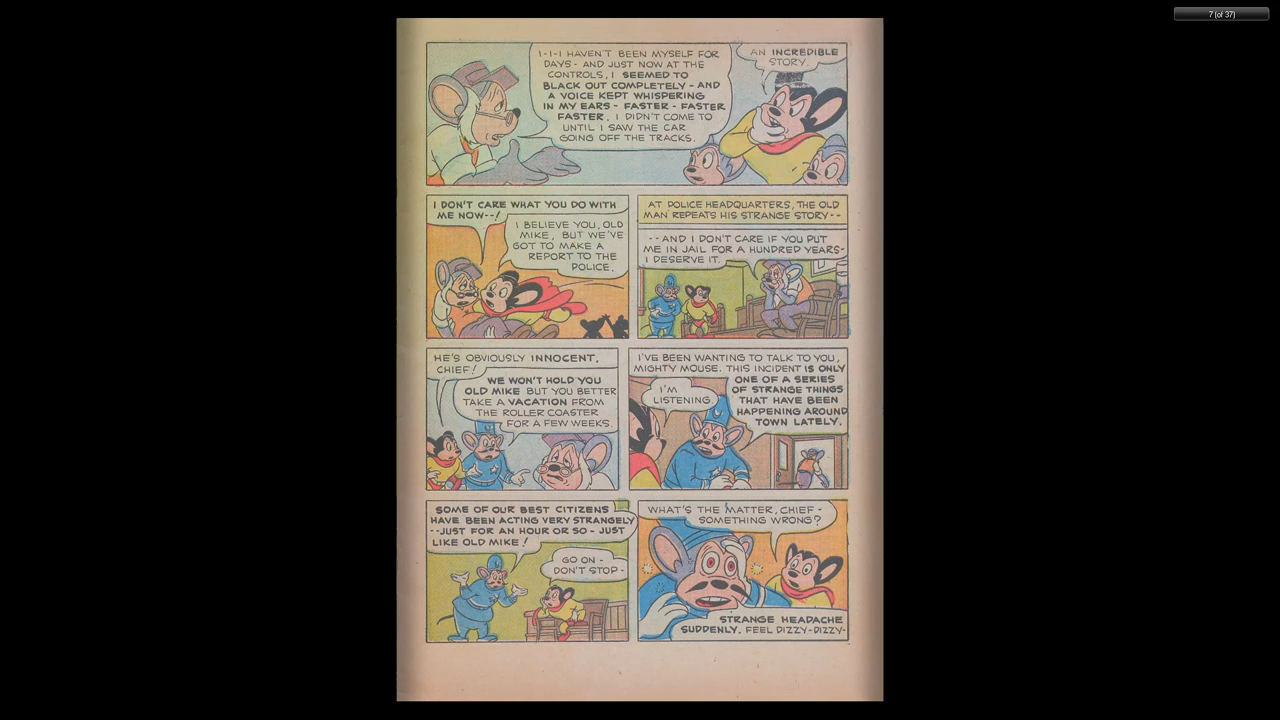 7 (of 37)
I-I-I HAVEN'T BEEN MYSELF FOR
DAYS - AND JUST NOW AT THE
CONTROLS, I SEEMED TO
BLACK OUT COMPLETELY - AND
A VOICE KEPT WHISPERING
IN MY EARS - FASTER - FASTER
FASTER. I DIDN'T COME TO
UNTIL I SAW THE CAR
GOING OFF THE TRACKS.
AN INCREDIBLE
STORY.
I DON'T CARE WHAT YOU DO WITH
ME NOW--!
I BELIEVE YOU, OLD
MIKE, BUT WE'VE
GOT TO MAKE A
REPORT TO THE
POLICE.
AT POLICE HEADQUARTERS, THE OLD
MAN REPEATS HIS STRANGE STORY--
--AND I DON'T CARE IF YOU PUT
ME IN JAIL FOR A HUNDRED YEARS-
I DESERVE IT.
HE'S OBVIOUSLY INNOCENT,
CHIEF!
WE WON'T HOLD YOU
OLD MIKE BUT YOU BETTER
TAKE A VACATION FROM
THE ROLLER COASTER
FOR A FEW WEEKS.
I'VE BEEN WANTING TO TALK TO YOU,
MIGHTY MOUSE. THIS INCIDENT IS ONLY
ONE OF A SERIES
OF STRANGE THINGS
THAT HAVE BEEN
HAPPENING AROUND
TOWN LATELY.
I'M
LISTENING.
SOME OF OUR BEST CITIZENS
HAVE BEEN ACTING VERY STRANGELY
--JUST FOR AN HOUR OR SO - JUST
LIKE OLD MIKE!
GO ON -
DON'T STOP-
WHAT'S THE MATTER, CHIEF -
SOMETHING WRONG?
STRANGE HEADACHE
SUDDENLY. FEEL DIZZY-DIZZY-